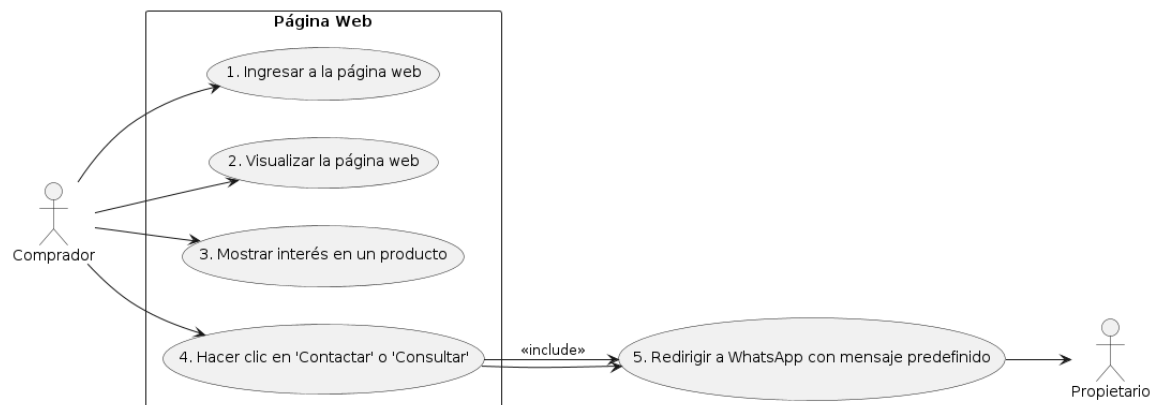 Página Web
1. Ingresar a la página web
2. Visualizar la página web
3. Mostrar interés en un producto
Comprador
4. Hacer clic en 'Contactar' o 'Consultar'
«include»
5. Redirigir a WhatsApp con mensaje predefinido
Propietario